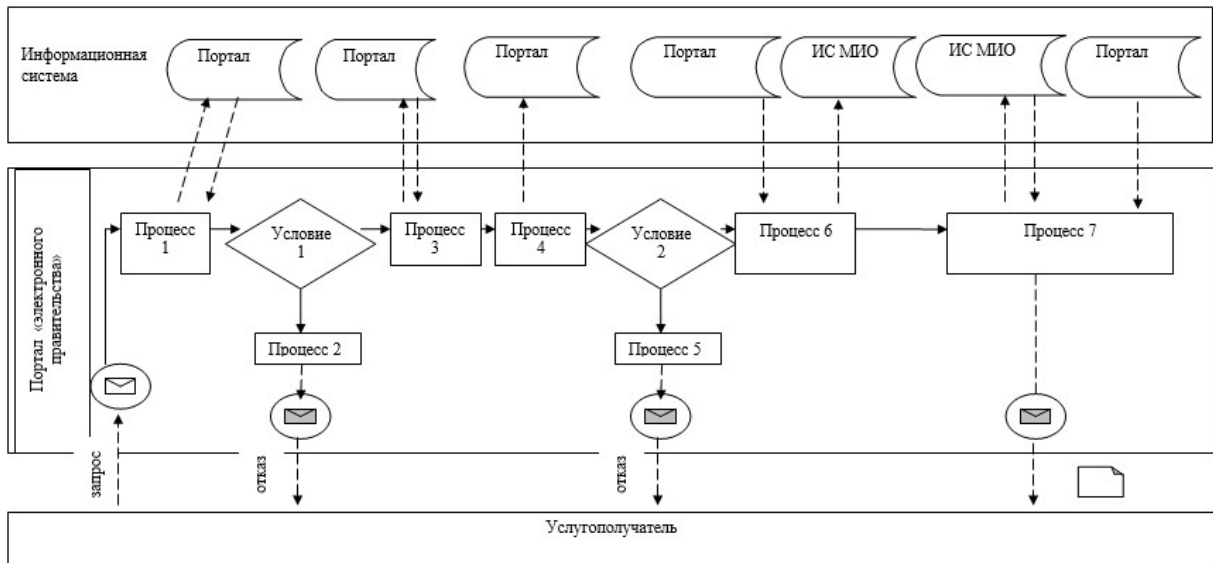 Информационная
система
Портал
Портал
Портал
Портал
ИС МИО
ИС МИО
Портал
Портал «электронного
правительства»
Процесс
1
Условие
1
Процесс
3
Процесс
4
Условие
2
Процесс 6
Процесс 7
Процесс 2
Процесс 5
запрос
отказ
отказ
Услугополучатель